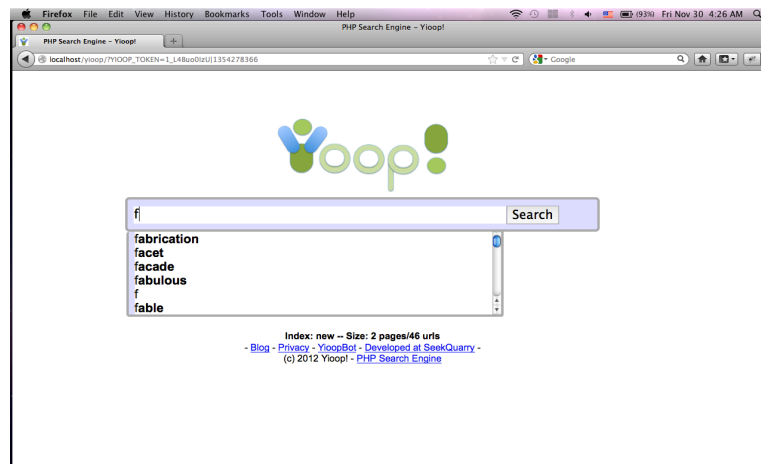 Firefox File Edit View History Bookmarks Tools Window Help (93%) Fri Nov 30 4:26 AM
PHP Search Engine - Yioop!
PHP Search Engine - Yioop! +
localhost/yioop/?YIOOP_TOKEN=1_L48uo0IzU|1354278366 Google
Yioop!
f Search
fabrication
facet
facade
fabulous
f
fable
Index: new -- Size: 2 pages/46 urls
- Blog - Privacy - YioopBot - Developed at SeekQuarry -
(c) 2012 Yioop! - PHP Search Engine